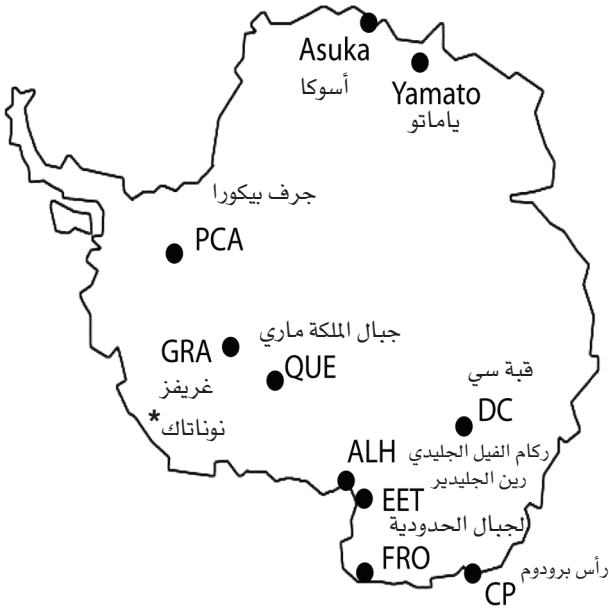 Asuka
أسوكا
Yamato
ياماتو
جرف بيكورا
PCA
جبال الملكة ماري
GRA
QUE
غريفز
نوناتاك*
قبة سي
DC
ALH
ركام الفيل الجليدي
رين الجليدير
EET
لجبال الحدودية
FRO
رأس برودوم
CP